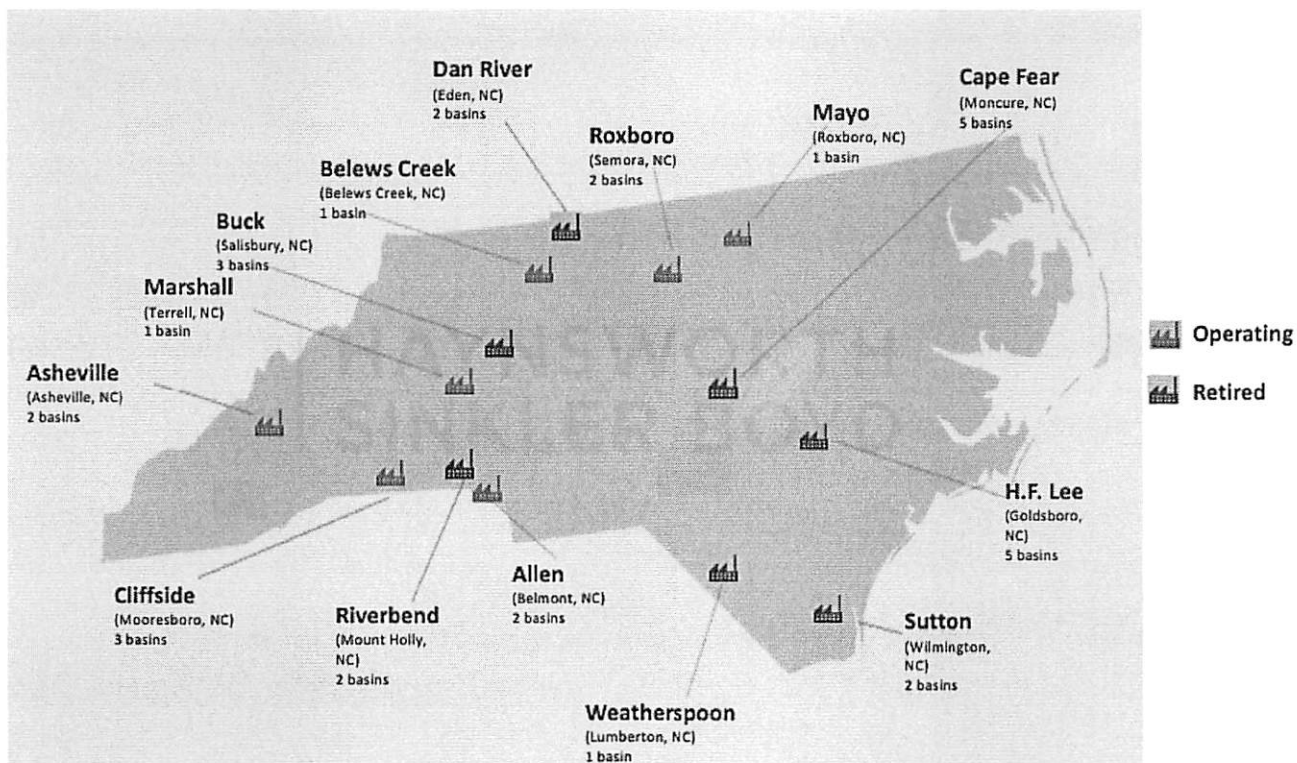 Dan River
(Eden, NC)
2 basins
Cape Fear
(Moncure, NC)
5 basins
Mayo
(Roxboro, NC)
1 basin
Roxboro
(Semora, NC)
2 basins
Belews Creek
(Belews Creek, NC)
1 basin
Buck
(Salisbury, NC)
3 basins
Marshall
(Terrell, NC)
1 basin
Asheville
(Asheville, NC)
2 basins
HAYNSWORTH
SINKLER BOYD
Operating
Retired
H.F. Lee
(Goldsboro,
NC)
5 basins
Cliffside
(Mooresboro, NC)
3 basins
Riverbend
(Mount Holly,
NC)
2 basins
Allen
(Belmont, NC)
2 basins
Sutton
(Wilmington,
NC)
2 basins
Weatherspoon
(Lumberton, NC)
1 basin